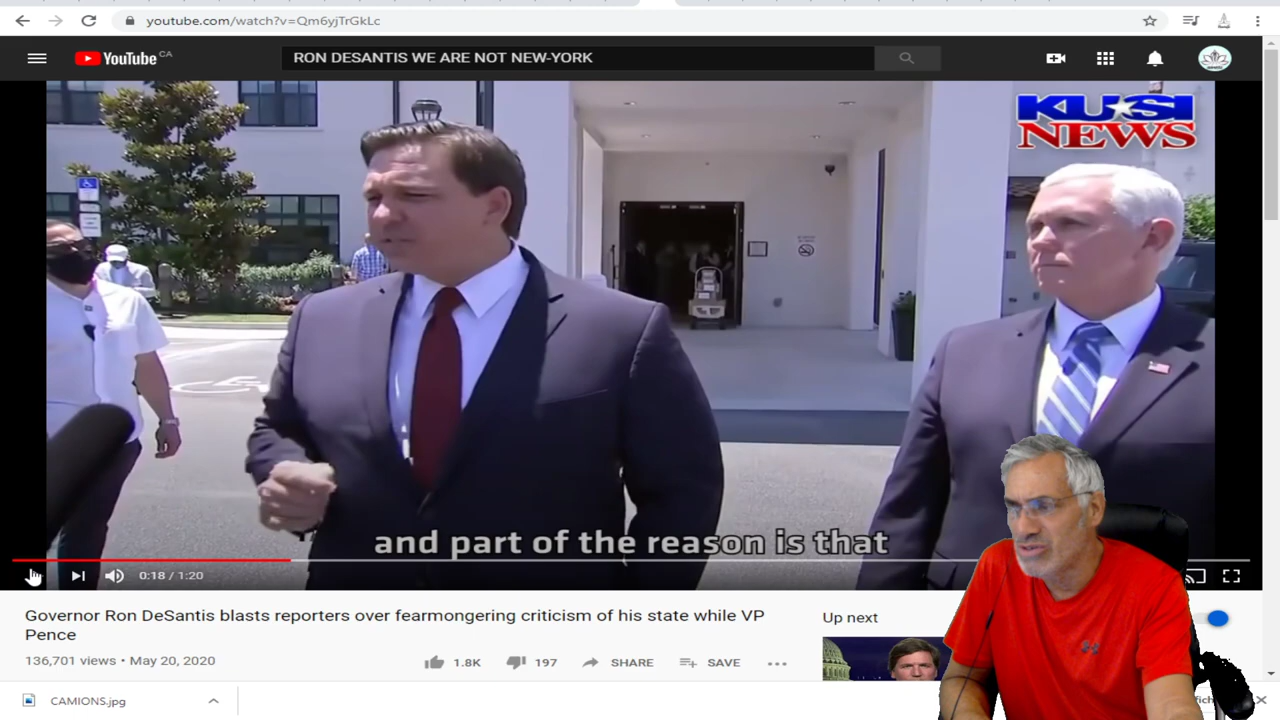 youtube.com/watch?v=Qm6yjTrGkLc
YouTube CA
RON DESANTIS WE ARE NOT NEW-YORK
KUSI
NEWS
and part of the reason is that
0:18 / 1:20
Governor Ron DeSantis blasts reporters over fearmongering criticism of his state while VP
Pence
Up next
136,701 views • May 20, 2020
1.8K
197
SHARE
SAVE
CAMIONS.jpg